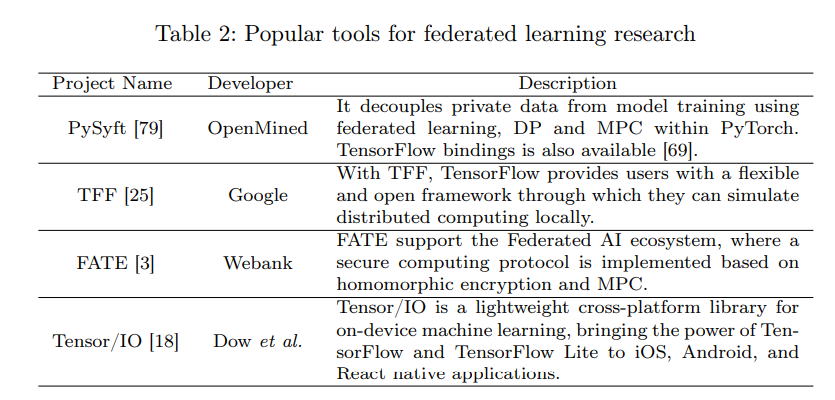 Table 2: Popular tools for federated learning research
Project Name Developer Description
It decouples private data from model training using
PySyft [79] OpenMined federated learning, DP and MPC within PyTorch.
TensorFlow bindings is also available [69].
With TFF, TensorFlow provides users with a flexible
TFF [25] Google and open framework through which they can simulate
distributed computing locally.
FATE support the Federated AI ecosystem, where a
FATE [3] Webank secure computing protocol is implemented based on
homomorphic encryption and MPC.
Tensor/IO is a lightweight cross-platform library for
on-device machine learning, bringing the power of Ten-
Tensor/IO [18] Dow et al. sorFlow and TensorFlow Lite to iOS, Android, and
React native applications.